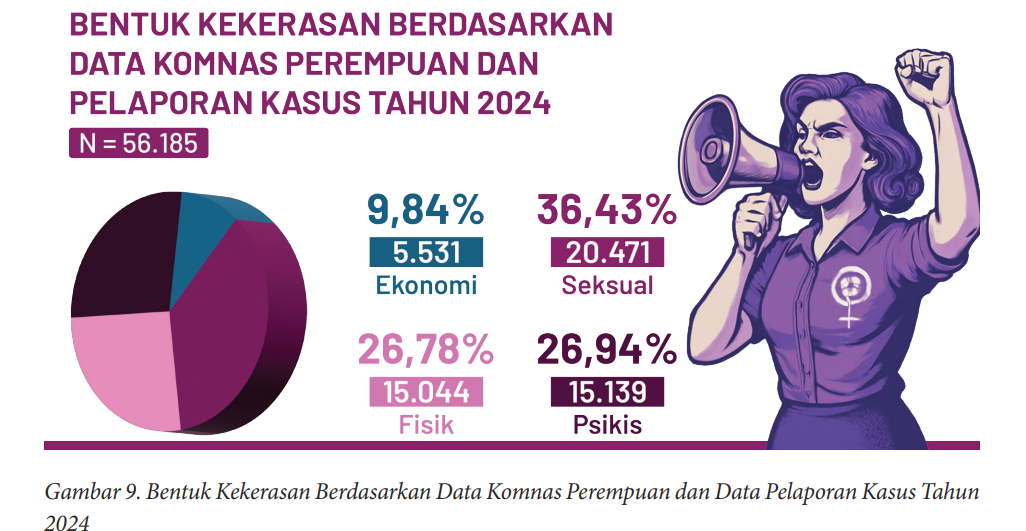 BENTUK KEKERASAN BERDASARKAN
DATA KOMNAS PEREMPUAN DAN
PELAPORAN KASUS TAHUN 2024
N = 56.185
9,84%
5.531
Ekonomi
36,43%
20.471
Seksual
26,78%
15.044
Fisik
26,94%
15.139
Psikis
Gambar 9. Bentuk Kekerasan Berdasarkan Data Komnas Perempuan dan Data Pelaporan Kasus Tahun
2024